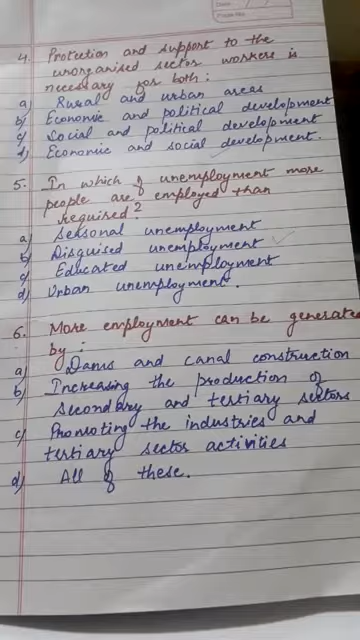 Date
Page No.
4. Protection and support to the
unorganised sector workers is
necessary for both:
a) Rural and urban areas
b) Economic and political development
c) Social and political development
d) Economic and social development.
5. In which of unemployment more
people are employed than
required?
a) Seasonal unemployment
b) Disguised unemployment
c) Educated unemployment
d) Urban unemployment.
6. More employment can be generated
by:
a) Dams and canal construction
b) Increasing the production of
secondary and tertiary sectors
c) Promoting the industries and
tertiary sector activities
d) All of these.